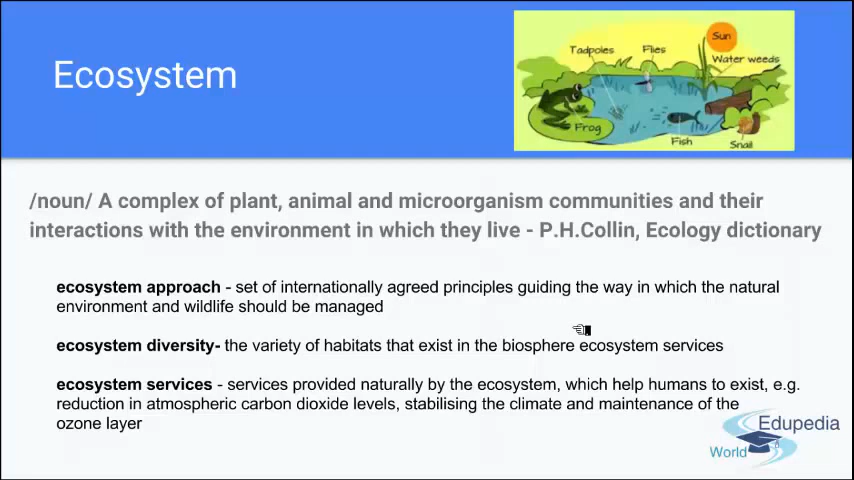 Ecosystem
Tadpoles
Flies
Sun
Water weeds
Frog
Fish
Snail
/noun/ A complex of plant, animal and microorganism communities and their
interactions with the environment in which they live - P.H.Collin, Ecology dictionary
ecosystem approach - set of internationally agreed principles guiding the way in which the natural
environment and wildlife should be managed
ecosystem diversity- the variety of habitats that exist in the biosphere ecosystem services
ecosystem services - services provided naturally by the ecosystem, which help humans to exist, e.g.
reduction in atmospheric carbon dioxide levels, stabilising the climate and maintenance of the
ozone layer
Edupedia
World